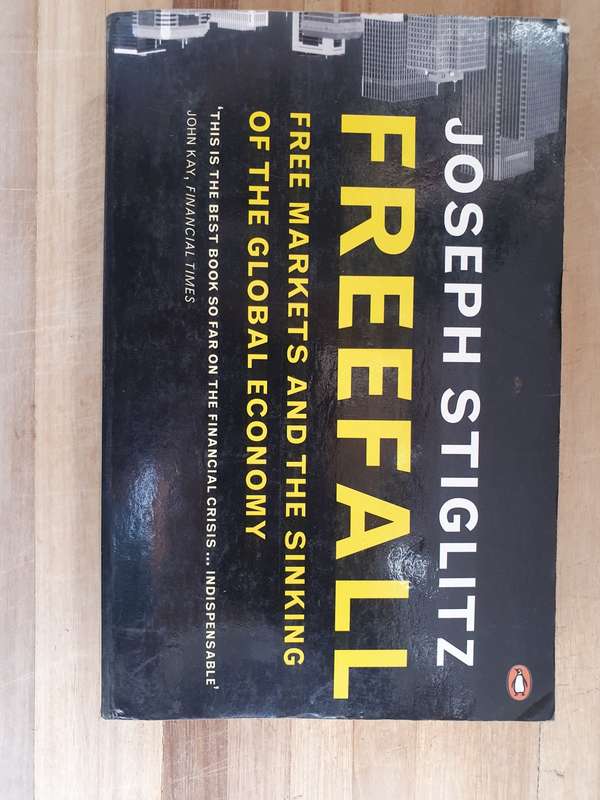 JOSEPH STIGLITZ
FREEFALL
FREE MARKETS AND THE SINKING
OF THE GLOBAL ECONOMY
'THIS IS THE BEST BOOK SO FAR ON THE FINANCIAL CRISIS ... INDISPENSABLE'
JOHN KAY, FINANCIAL TIMES